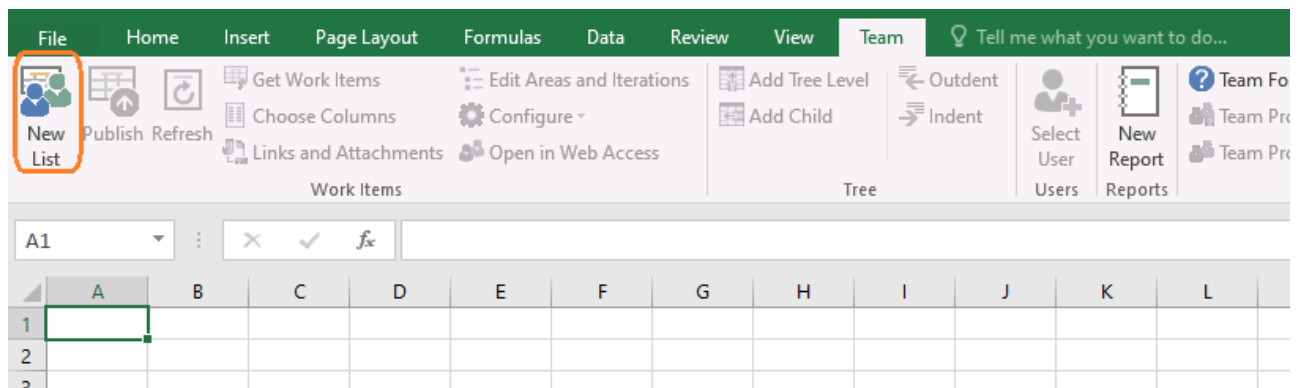 File Home Insert Page Layout Formulas Data Review View Team Tell me what you want to do...
New List
Publish
Refresh
Get Work Items
Choose Columns
Links and Attachments
Edit Areas and Iterations
Configure
Open in Web Access
Work Items
Add Tree Level
Add Child
Outdent
Indent
Tree
Select User
Users
New Report
Reports
Team Fo
Team Pro
Team Pro
A1 fx
A B C D E F G H I J K L
1
2
3